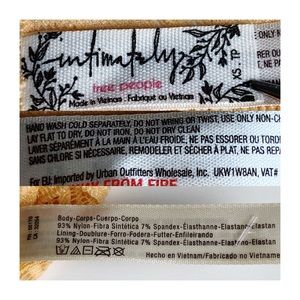 intimately
free people
Made in Vietnam · Fabriqué au Vietnam
XS . TP
HAND WASH COLD SEPARATELY, DO NOT WRING OR TWIST, USE ONLY NON-
LAY FLAT TO DRY, DO NOT IRON, DO NOT DRY CLEAN
LAVER SÉPARÉMENT À LA MAIN À L'EAU FROIDE, NE PAS ESSORER OU
SANS CHLORE SI NÉCESSAIRE, REMODELER ET SÉCHER À PLAT, NE PAS
For EU: Imported by Urban Outfitters Wholesale, Inc. UKW1W8AN, VAT#
FROM FIRE
Body-Corps-Cuerpo-Corpo
93% Nylon-Fibra Sintética 7% Spandex-Élasthanne-Elastano-Elastan
Lining-Doublure-Forro-Fodera-Futter-Enfileirando
93% Nylon-Fibra Sintética 7% Spandex-Élasthanne-Elastano-Elastan
Hecho en Vietnam/Fabricado no Vietnam